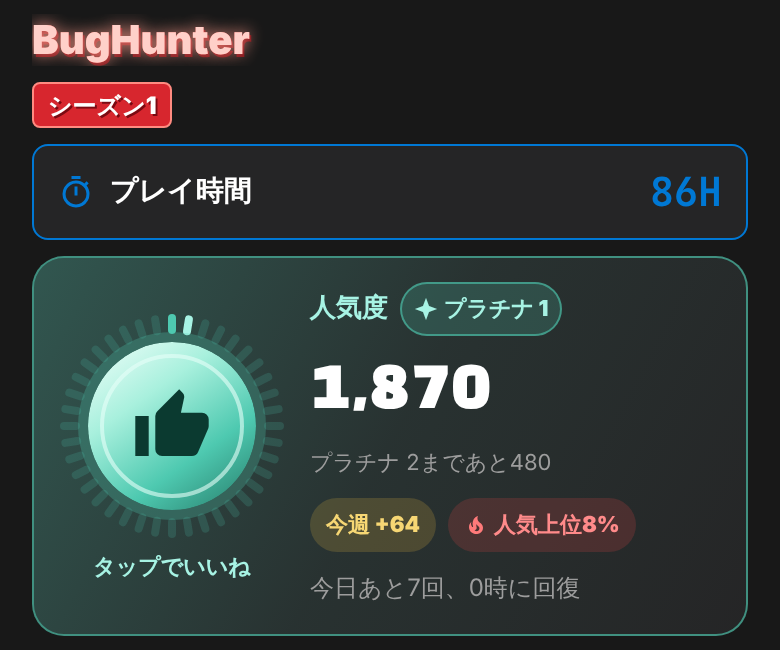 BugHunter
シーズン1
プレイ時間
86H
人気度
プラチナ 1
1,870
プラチナ 2まであと480
今週 +64
人気上位8%
タップでいいね
今日あと7回、0時に回復